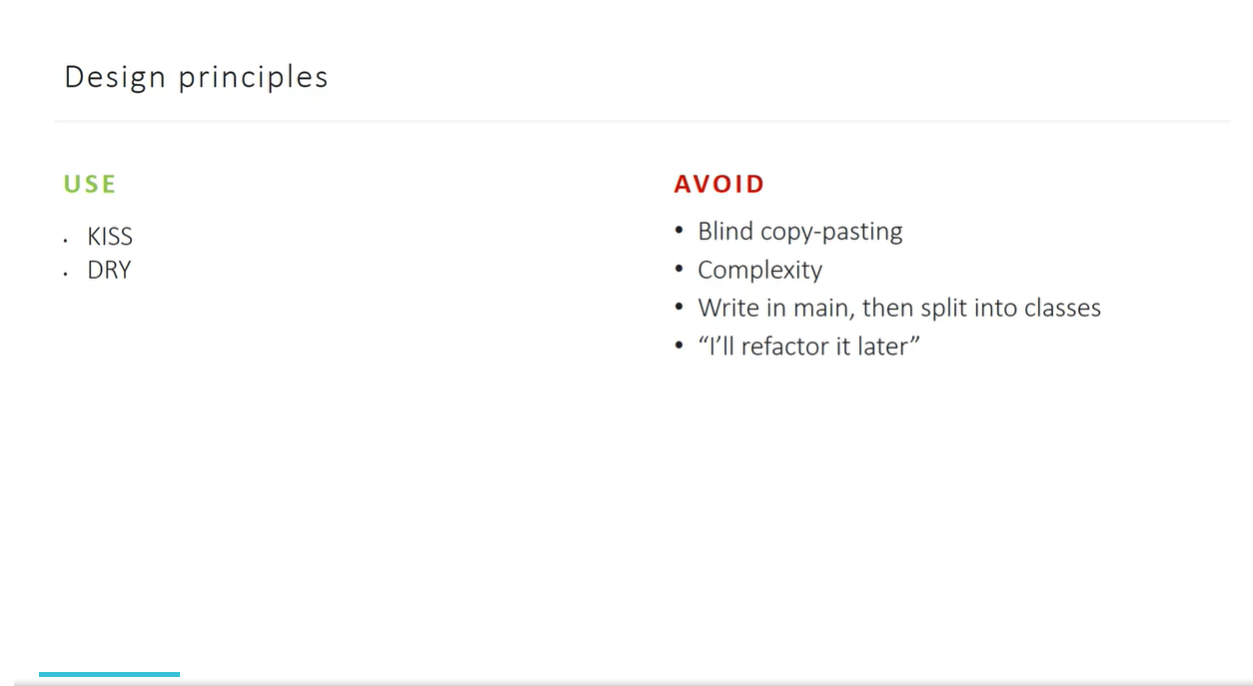 Design principles
USE
• KISS
• DRY
AVOID
• Blind copy-pasting
• Complexity
• Write in main, then split into classes
• “I’ll refactor it later”